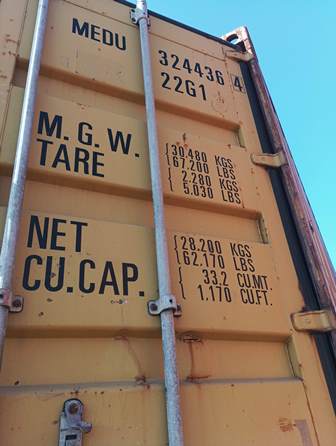 MEDU 324436 4
22G1
M. G. W. 30.480 KGS
67.200 LBS
TARE 2.280 KGS
5.030 LBS
NET 28.200 KGS
62.170 LBS
CU.CAP. 33.2 CU.MT.
1.170 CU.FT.